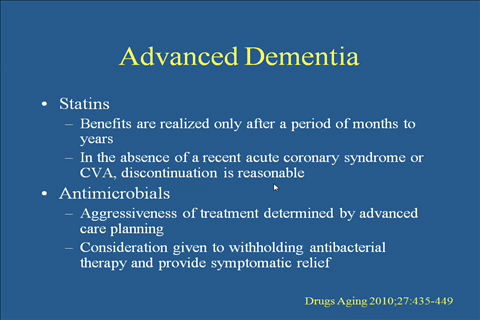 Advanced Dementia
• Statins
– Benefits are realized only after a period of months to
years
– In the absence of a recent acute coronary syndrome or
CVA, discontinuation is reasonable
• Antimicrobials
– Aggressiveness of treatment determined by advanced
care planning
– Consideration given to withholding antibacterial
therapy and provide symptomatic relief
Drugs Aging 2010;27:435-449